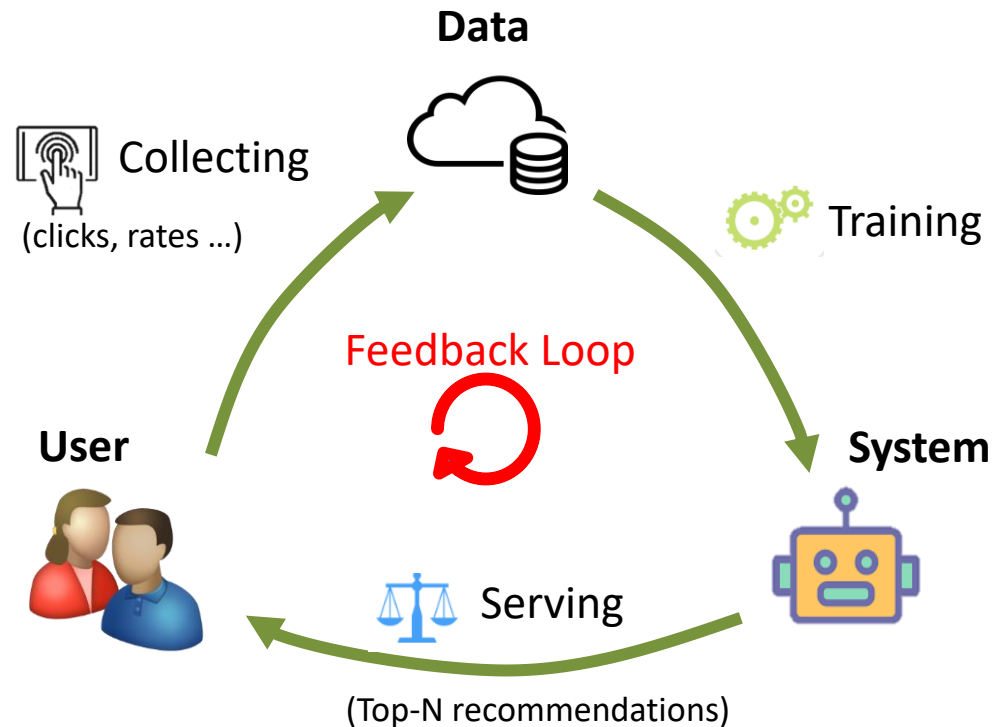 Data
Collecting
(clicks, rates ...)
Training
Feedback Loop
User
System
Serving
(Top-N recommendations)